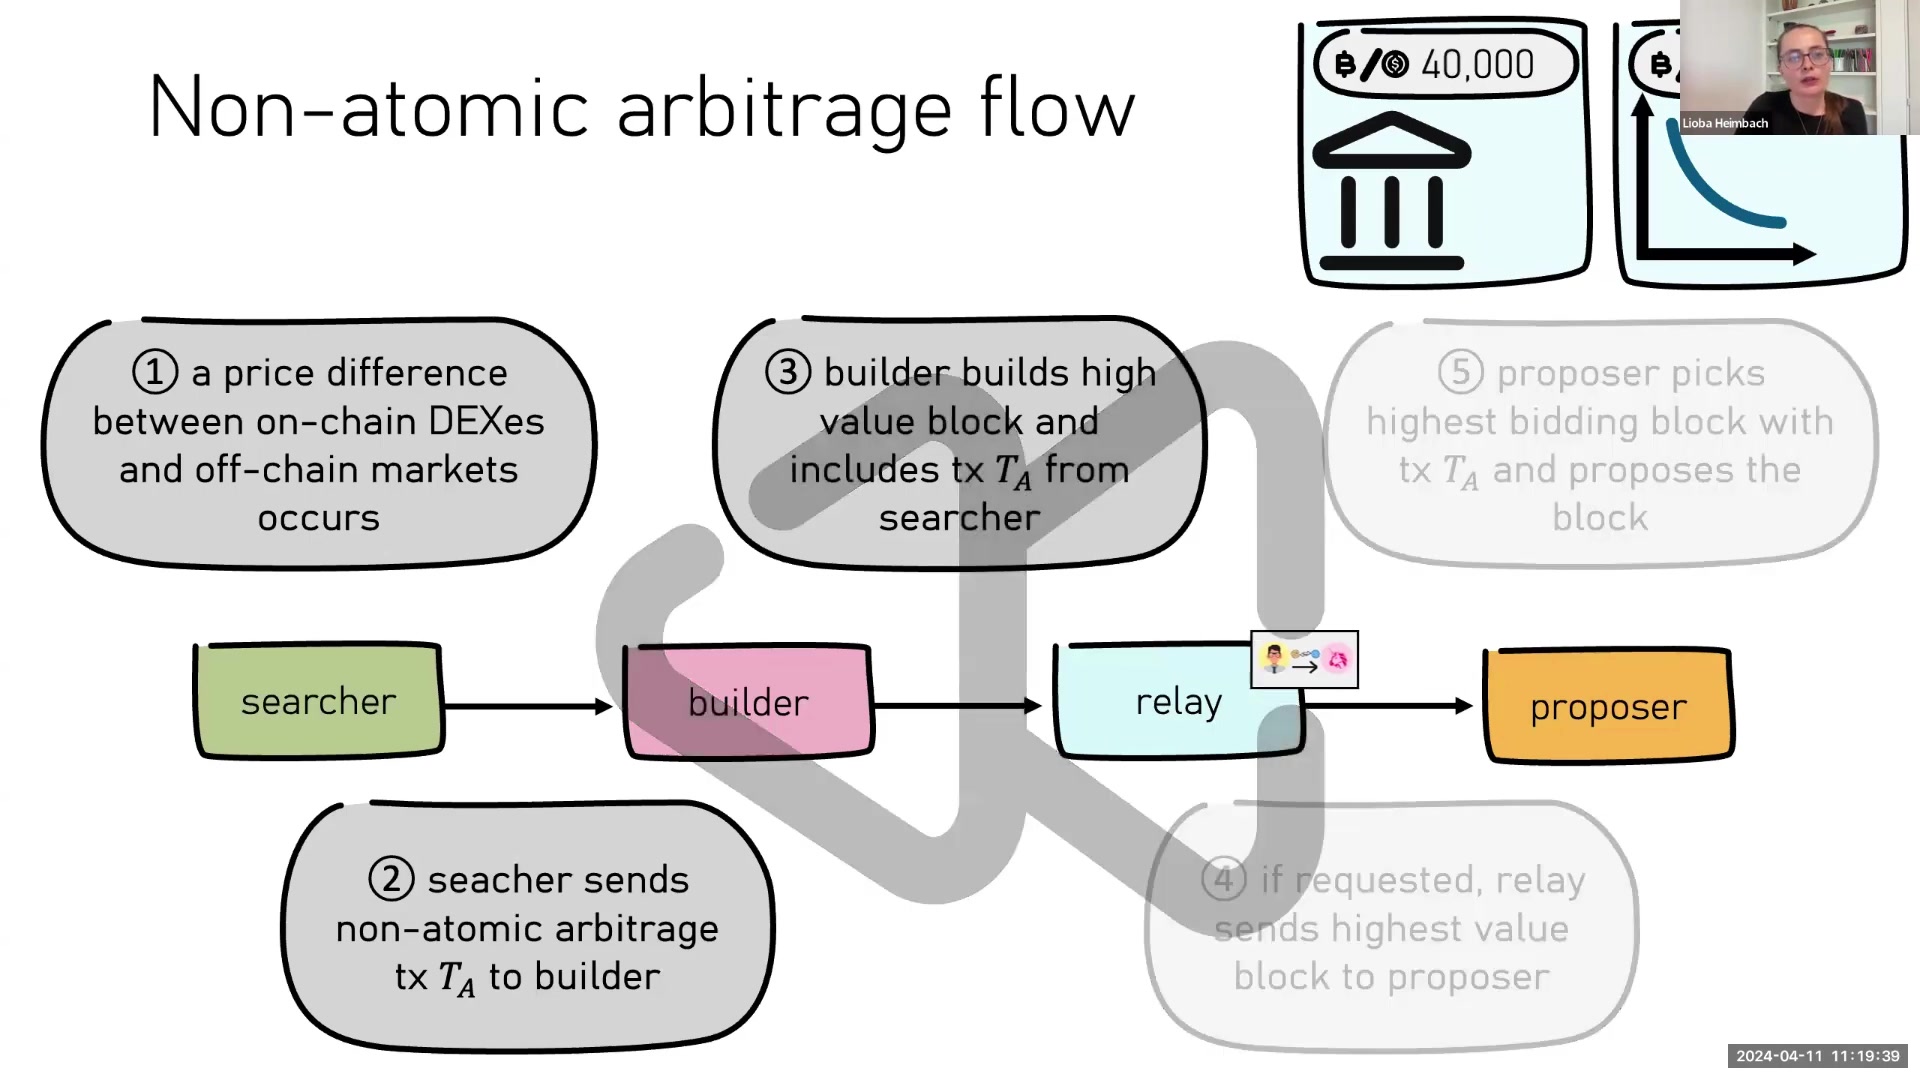 Non-atomic arbitrage flow
₿/ 40,000
₿/
Lioba Heimbach
① a price difference
between on-chain DEXes
and off-chain markets
occurs
③ builder builds high
value block and
includes tx T_A from
searcher
⑤ proposer picks
highest bidding block with
tx T_A and proposes the
block
searcher
builder
relay
proposer
② seacher sends
non-atomic arbitrage
tx T_A to builder
④ if requested, relay
sends highest value
block to proposer
2024-04-11 11:19:39